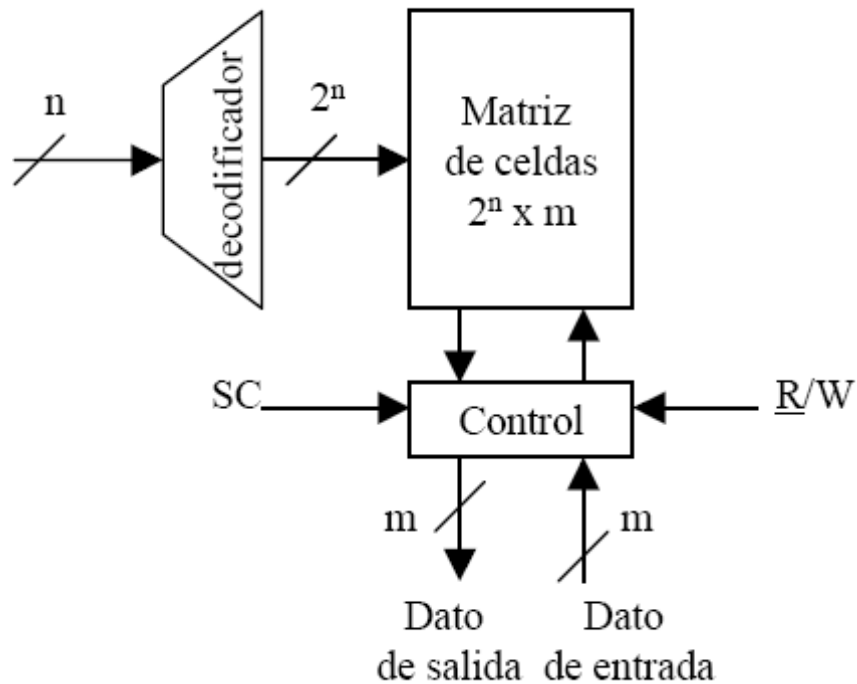 n
decodificador
2ⁿ
Matriz
de celdas
2ⁿ x m
SC
Control
R/W
m
m
Dato
de salida
Dato
de entrada